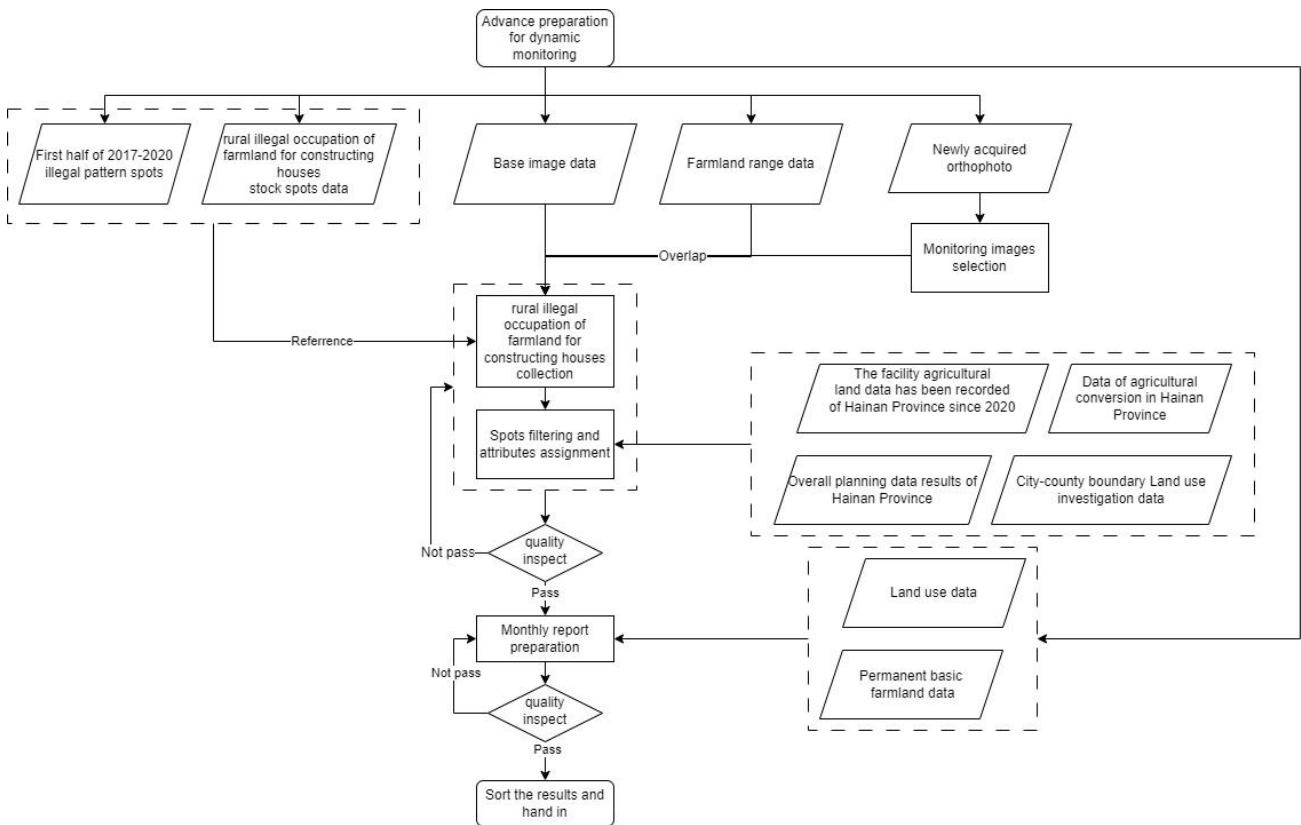 Advance preparation
for dynamic
monitoring
First half of 2017-2020
illegal pattern spots
rural illegal occupation of
farmland for constructing
houses
stock spots data
Base image data
Farmland range data
Newly acquired
orthophoto
Monitoring images
selection
Overlap
Referrence
rural illegal
occupation of
farmland for
constructing houses
collection
Spots filtering and
attributes assignment
The facility agricultural
land data has been recorded
of Hainan Province since 2020
Data of agricultural
conversion in Hainan
Province
Overall planning data results of
Hainan Province
City-county boundary Land use
investigation data
quality
inspect
Not pass
Pass
Land use data
Permanent basic
farmland data
Monthly report
preparation
Not pass
quality
inspect
Pass
Sort the results and
hand in